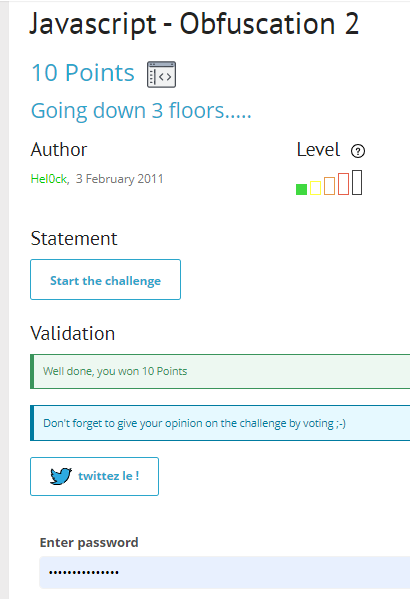 Javascript - Obfuscation 2
10 Points
Going down 3 floors.....
Author Level
Hel0ck, 3 February 2011
Statement
Start the challenge
Validation
Well done, you won 10 Points
Don't forget to give your opinion on the challenge by voting ;-)
twittez le !
Enter password
•••••••••••••••